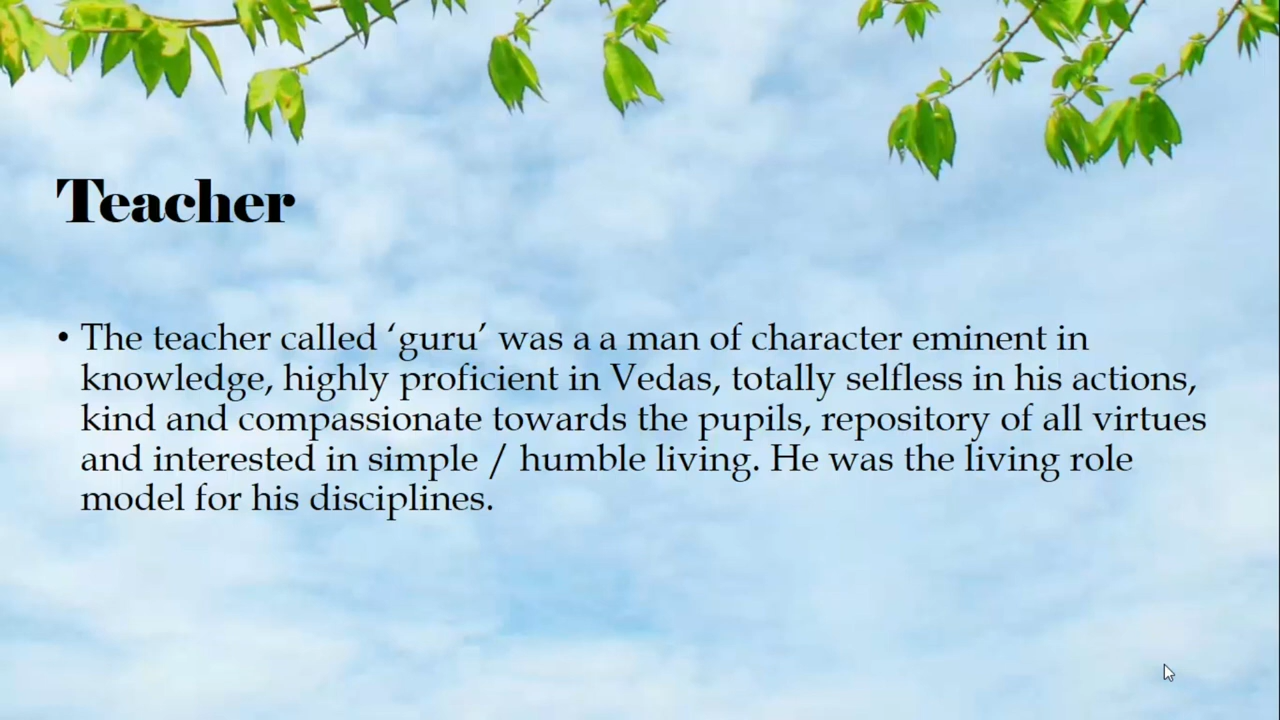 Teacher
• The teacher called ‘guru’ was a a man of character eminent in
knowledge, highly proficient in Vedas, totally selfless in his actions,
kind and compassionate towards the pupils, repository of all virtues
and interested in simple / humble living. He was the living role
model for his disciplines.